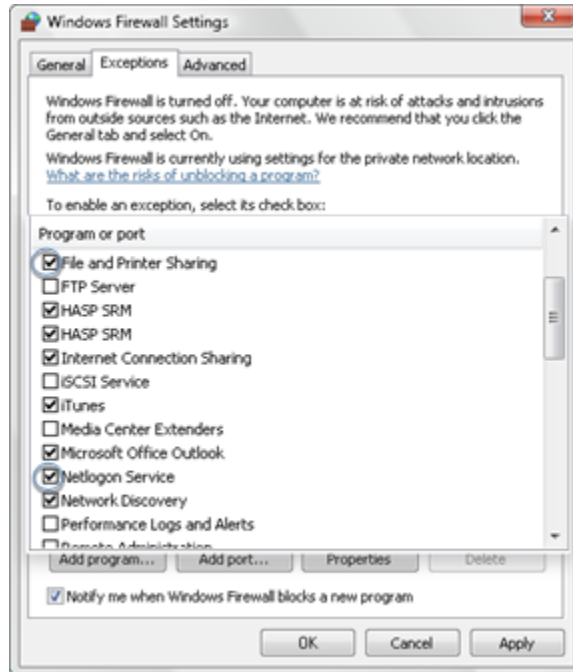 Windows Firewall Settings
General Exceptions Advanced
Windows Firewall is turned off. Your computer is at risk of attacks and intrusions
from outside sources such as the Internet. We recommend that you click the
General tab and select On.
Windows Firewall is currently using settings for the private network location.
What are the risks of unblocking a program?
To enable an exception, select its check box:
Program or port
File and Printer Sharing
FTP Server
HASP SRM
HASP SRM
Internet Connection Sharing
iSCSI Service
iTunes
Media Center Extenders
Microsoft Office Outlook
Netlogon Service
Network Discovery
Performance Logs and Alerts
Remote Administration
Add program... Add port... Properties Delete
Notify me when Windows Firewall blocks a new program
OK Cancel Apply